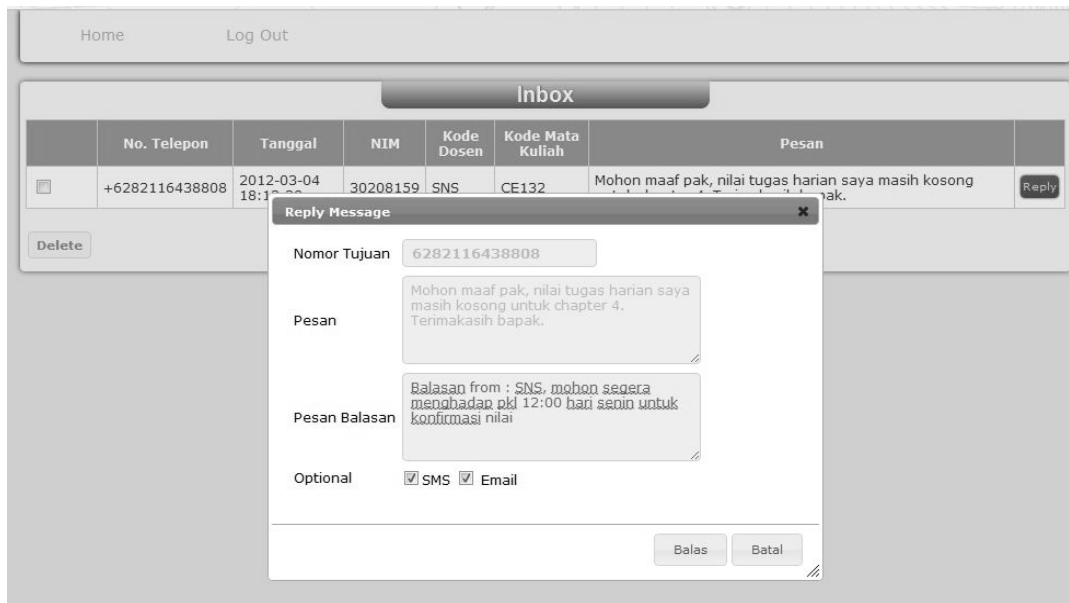 Home Log Out
Inbox
No. Telepon Tanggal NIM Kode Dosen Kode Mata Kuliah Pesan
+6282116438808 2012-03-04 30208159 SNS CE132 Mohon maaf pak, nilai tugas harian saya masih kosong Reply
Delete
Reply Message
Nomor Tujuan 6282116438808
Pesan
Mohon maaf pak, nilai tugas harian saya
masih kosong untuk chapter 4.
Terimakasih bapak.
Pesan Balasan
Balasan from : SNS, mohon segera
menghadap pkl 12:00 hari senin untuk
konfirmasi nilai
Optional SMS Email
Balas Batal